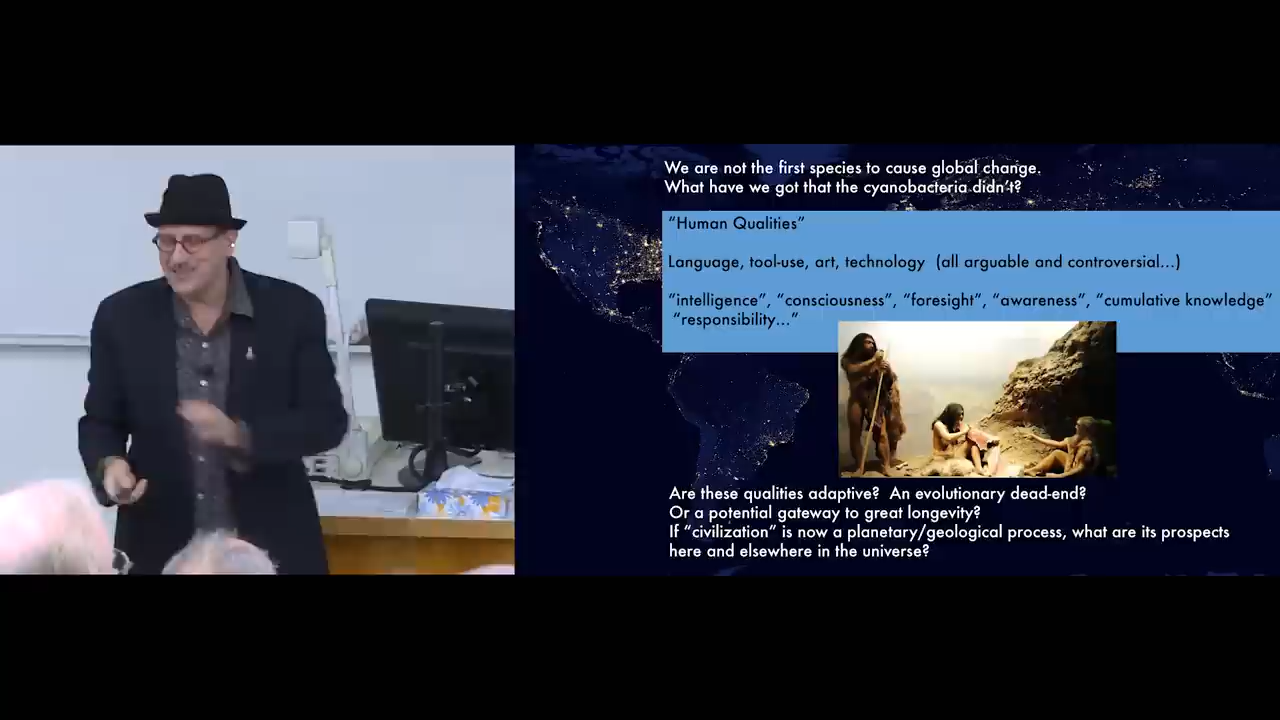 We are not the first species to cause global change.
What have we got that the cyanobacteria didn't?
“Human Qualities”
Language, tool-use, art, technology (all arguable and controversial...)
“intelligence”, “consciousness”, “foresight”, “awareness”, “cumulative knowledge”
“responsibility...”
Are these qualities adaptive? An evolutionary dead-end?
Or a potential gateway to great longevity?
If “civilization” is now a planetary/geological process, what are its prospects
here and elsewhere in the universe?